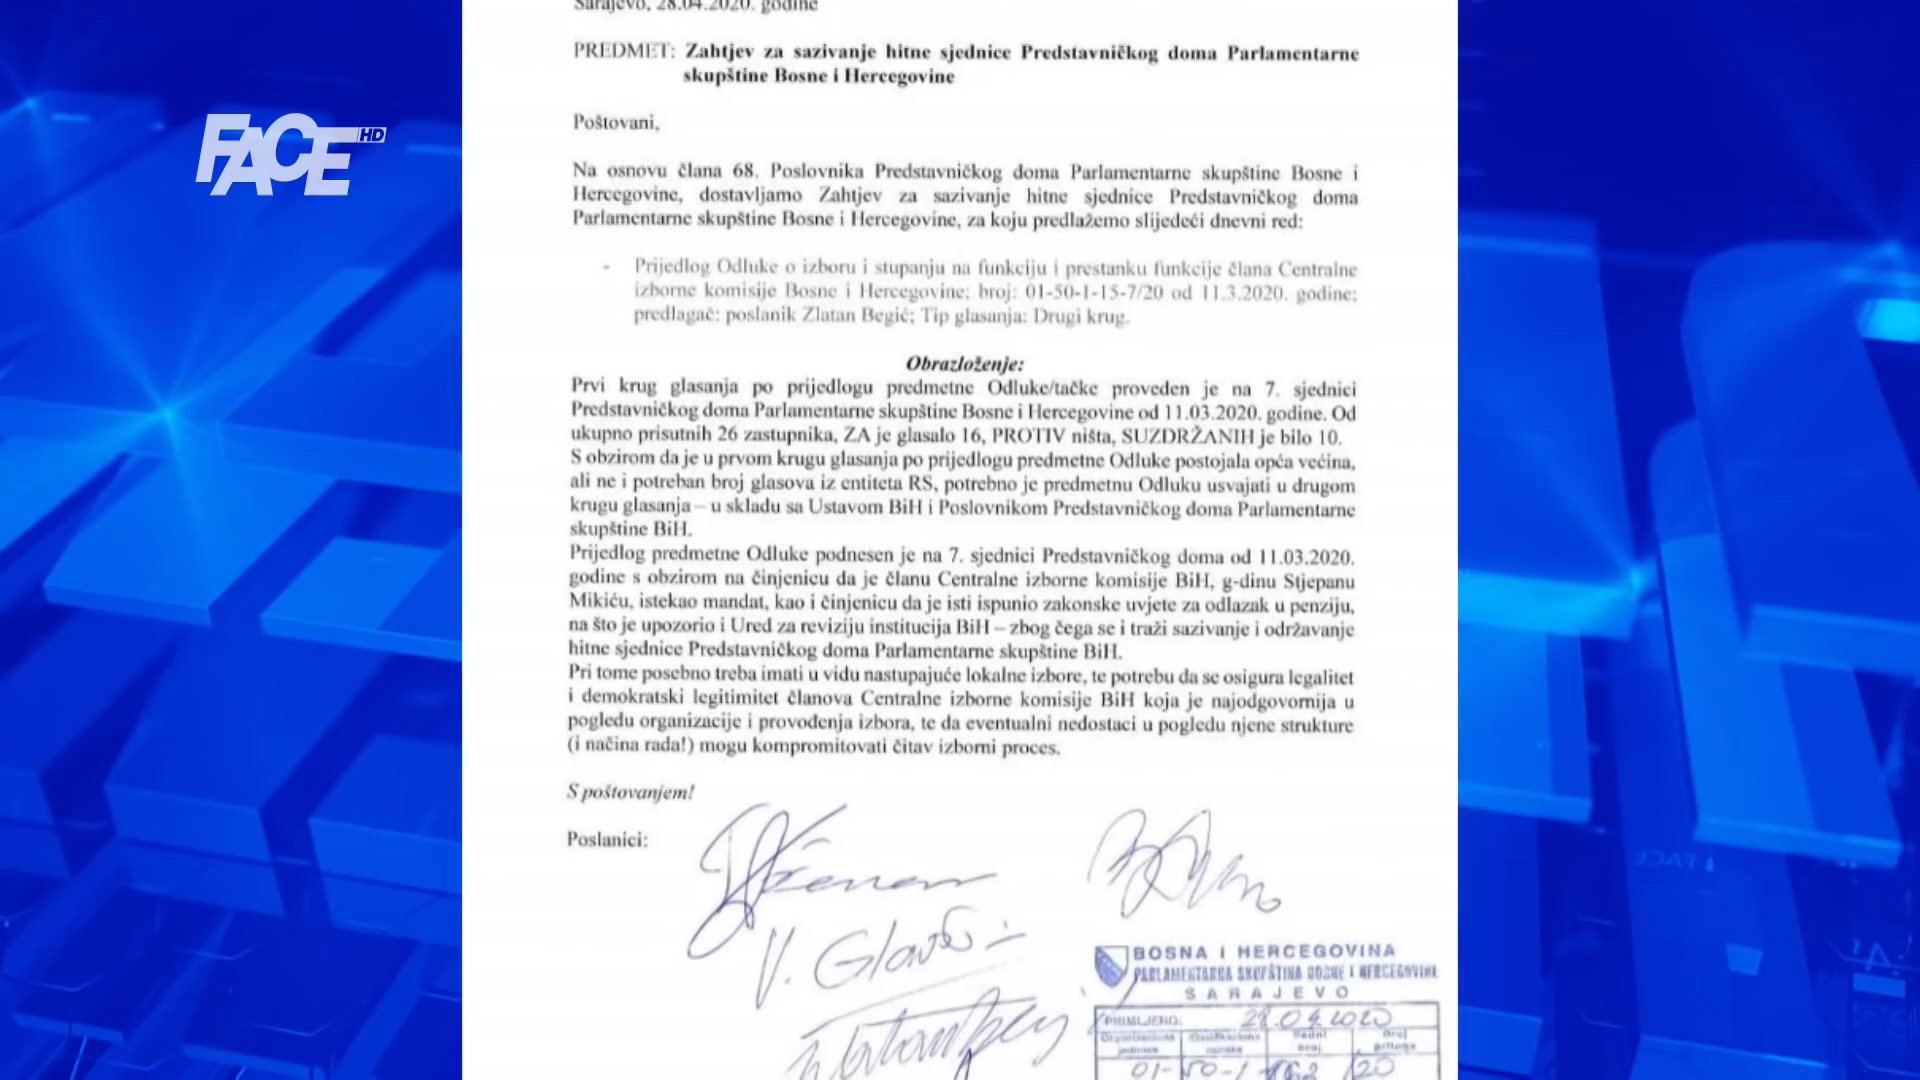 Sarajevo, 28.04.2020. godine
PREDMET: Zahtjev za sazivanje hitne sjednice Predstavničkog doma Parlamentarne
skupštine Bosne i Hercegovine
FACE HD
Poštovani,
Na osnovu člana 68. Poslovnika Predstavničkog doma Parlamentarne skupštine Bosne i
Hercegovine, dostavljamo Zahtjev za sazivanje hitne sjednice Predstavničkog doma
Parlamentarne skupštine Bosne i Hercegovine, za koju predlažemo slijedeći dnevni red:
- Prijedlog Odluke o izboru i stupanju na funkciju i prestanku funkcije člana Centralne
izborne komisije Bosne i Hercegovine; broj: 01-50-1-15-7/20 od 11.3.2020. godine;
predlagač: poslanik Zlatan Begić; Tip glasanja: Drugi krug.
Obrazloženje:
Prvi krug glasanja po prijedlogu predmetne Odluke/tačke proveden je na 7. sjednici
Predstavničkog doma Parlamentarne skupštine Bosne i Hercegovine od 11.03.2020. godine. Od
ukupno prisutnih 26 zastupnika, ZA je glasalo 16, PROTIV ništa, SUZDRŽANIH je bilo 10.
S obzirom da je u prvom krugu glasanja po prijedlogu predmetne Odluke postojala opća većina,
ali ne i potreban broj glasova iz entiteta RS, potrebno je predmetnu Odluku usvajati u drugom
krugu glasanja – u skladu sa Ustavom BiH i Poslovnikom Predstavničkog doma Parlamentarne
skupštine BiH.
Prijedlog predmetne Odluke podnesen je na 7. sjednici Predstavničkog doma od 11.03.2020.
godine s obzirom na činjenicu da je članu Centralne izborne komisije BiH, g-dinu Stjepanu
Mikiću, istekao mandat, kao i činjenicu da je isti ispunio zakonske uvjete za odlazak u penziju,
na što je upozorio i Ured za reviziju institucija BiH – zbog čega se i traži sazivanje i održavanje
hitne sjednice Predstavničkog doma Parlamentarne skupštine BiH.
Pri tome posebno treba imati u vidu nastupajuće lokalne izbore, te potrebu da se osigura legalitet
i demokratski legitimitet članova Centralne izborne komisije BiH koja je najodgovornija u
pogledu organizacije i provođenja izbora, te da eventualni nedostaci u pogledu njene strukture
(i načina rada!) mogu kompromitovati čitav izborni proces.
S poštovanjem!
Poslanici:
V. Glavaš
BOSNA I HERCEGOVINA
PARLAMENTARNA SKUPŠTINA BOSNE I HERCEGOVINE
SARAJEVO
PRIMLJENO: 28.04.2020
Organizaciona jedinica Klasifikaciona oznaka Redni broj Broj priloga
01- 50-1 162 /20